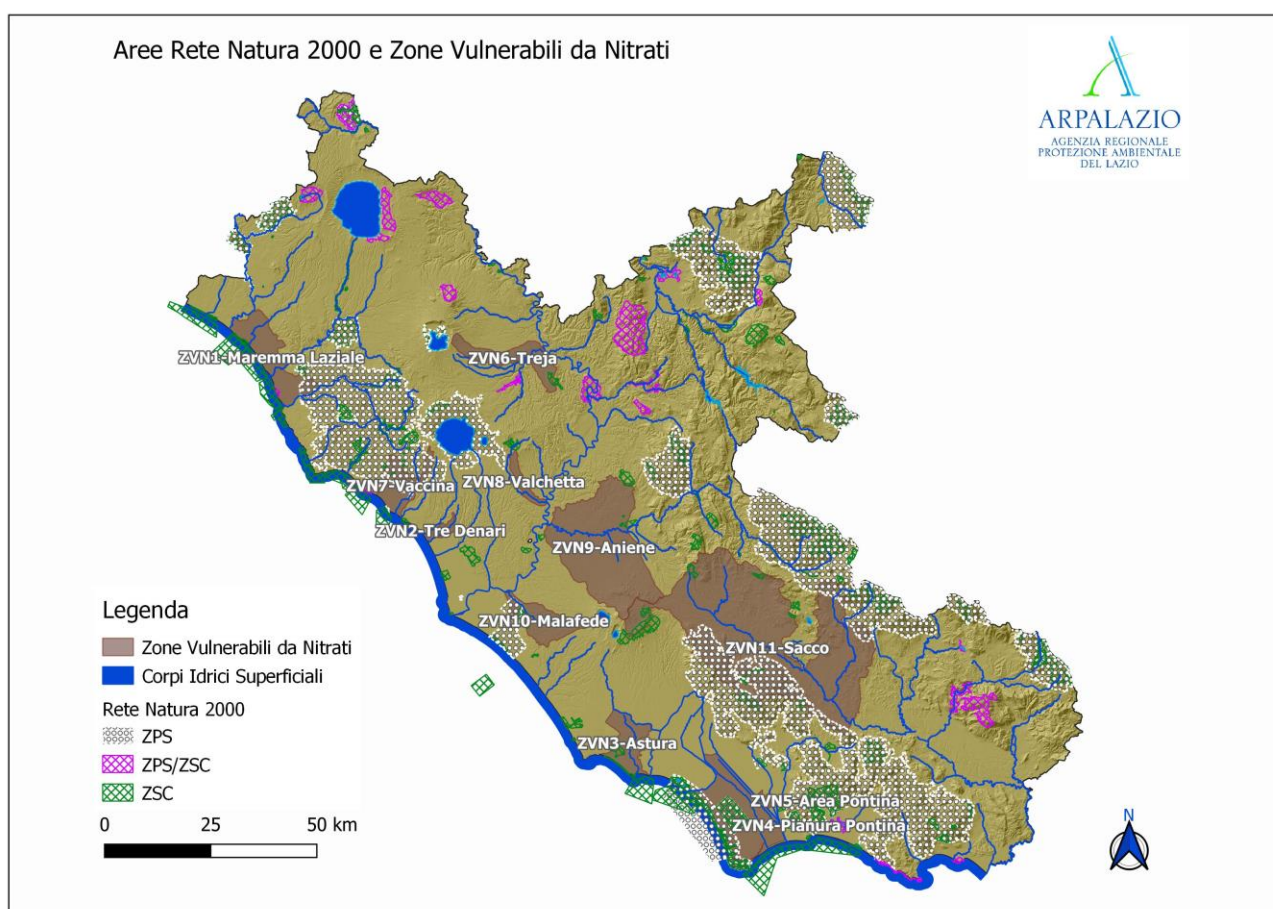 Aree Rete Natura 2000 e Zone Vulnerabili da Nitrati
ARPALAZIO
AGENZIA REGIONALE
PROTEZIONE AMBIENTALE
DEL LAZIO
ZVN1-Maremma Laziale
ZVN6-Treja
ZVN7-Vaccina
ZVN8-Valchetta
ZVN2-Tre Denari
ZVN9-Aniene
ZVN10-Malafede
ZVN11-Sacco
ZVN3-Astura
ZVN5-Area Pontina
ZVN4-Pianura Pontina
Legenda
Zone Vulnerabili da Nitrati
Corpi Idrici Superficiali
Rete Natura 2000
ZPS
ZPS/ZSC
ZSC
0 25 50 km
N